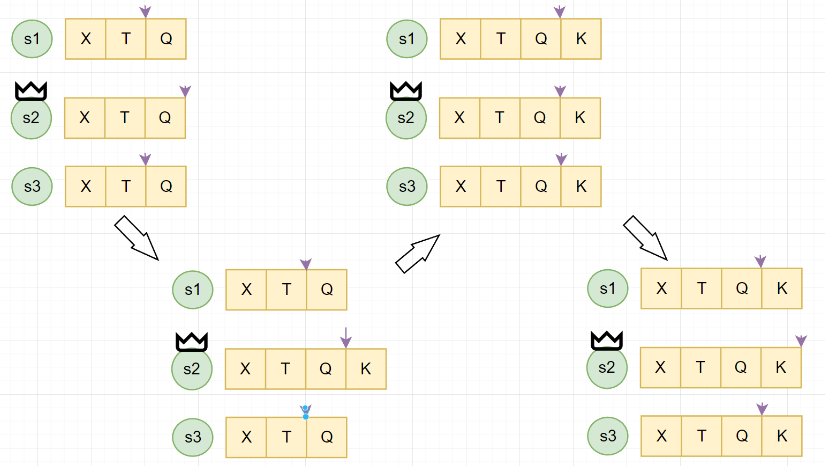 s1 X T Q
s2 X T Q
s3 X T Q
s1 X T Q
s2 X T Q K
s3 X T Q
s1 X T Q K
s2 X T Q K
s3 X T Q K
s1 X T Q K
s2 X T Q K
s3 X T Q K